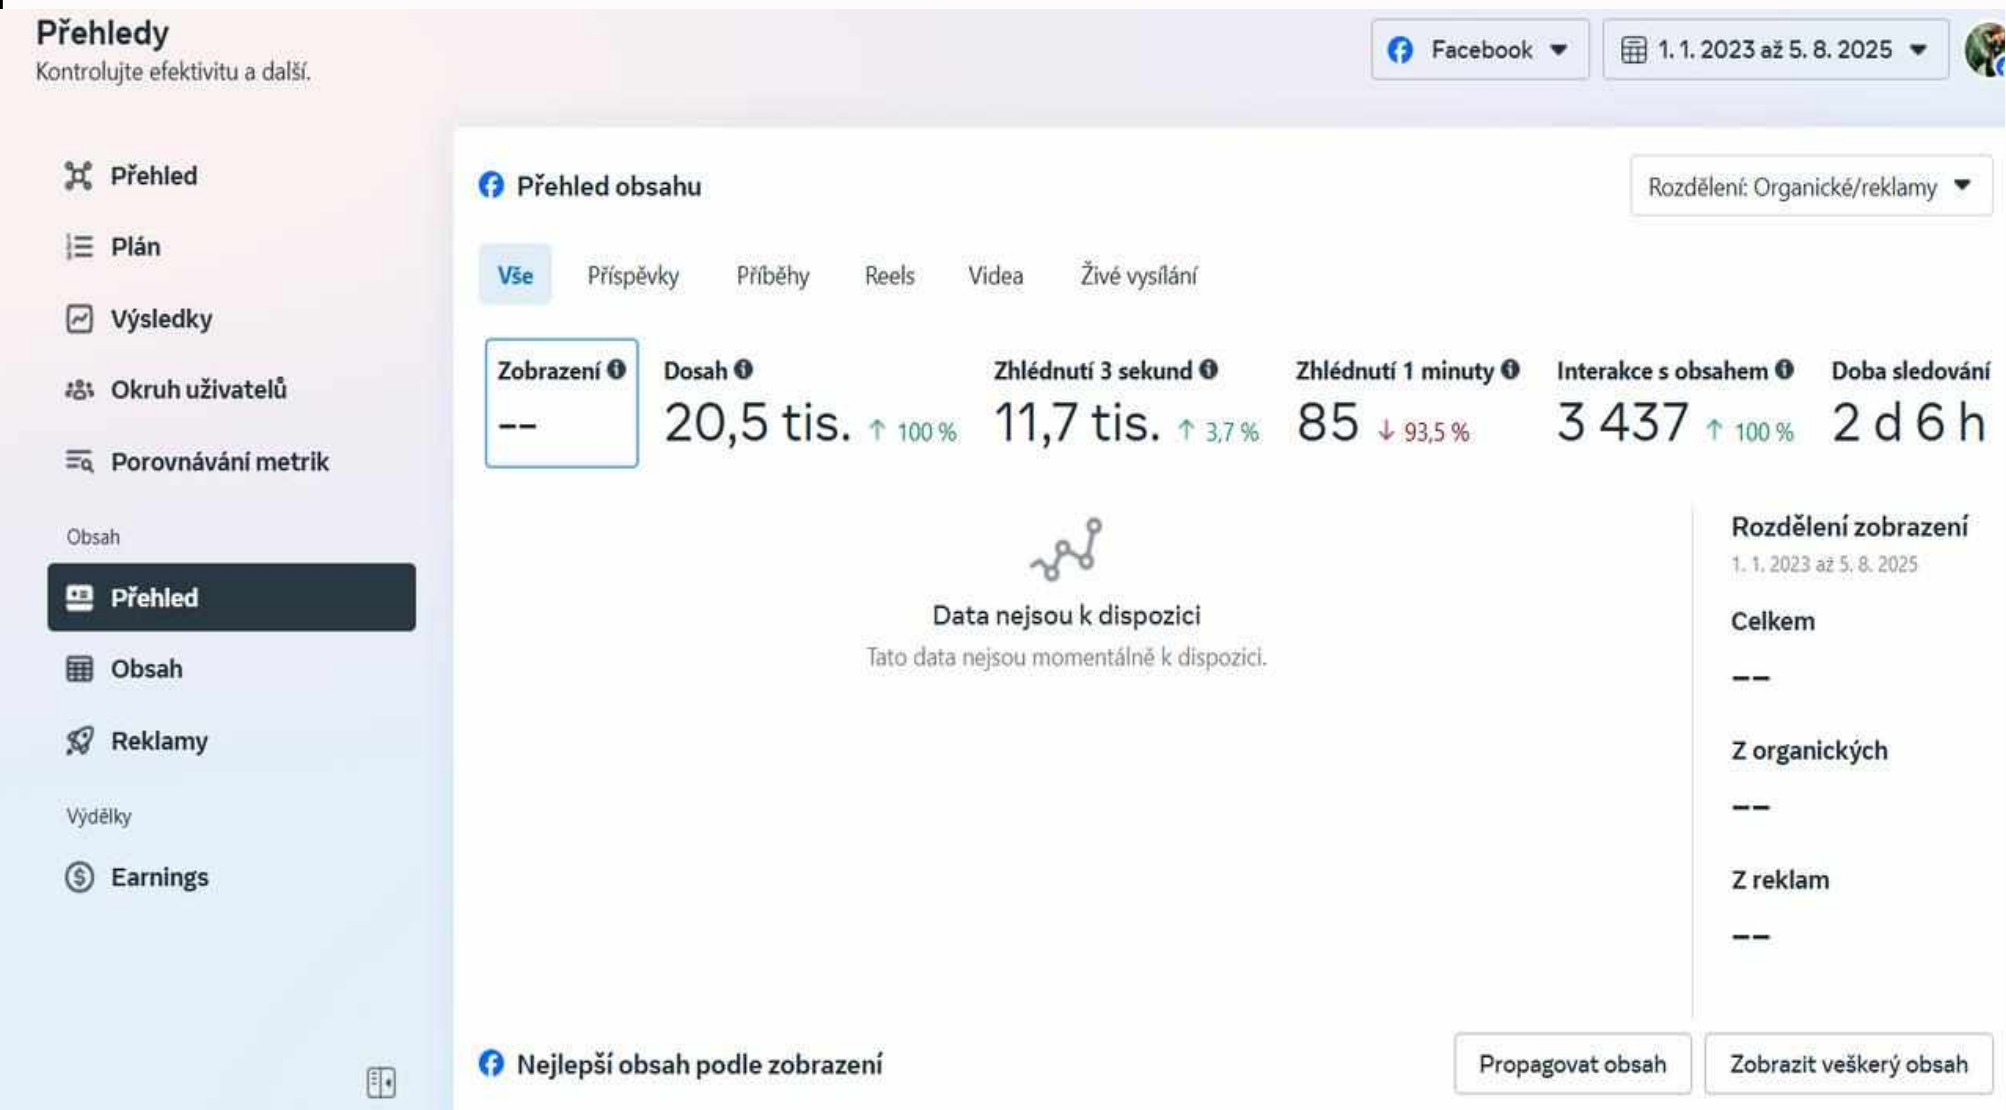 Přehledy
Kontrolujte efektivitu a další.
Facebook
1. 1. 2023 až 5. 8. 2025
Přehled
Plán
Výsledky
Okruh uživatelů
Porovnávání metrik
Obsah
Přehled
Obsah
Reklamy
Výdělky
Earnings
Přehled obsahu
Rozdělení: Organické/reklamy
Vše Příspěvky Příběhy Reels Videa Živé vysílání
Zobrazení Dosah Zhlédnutí 3 sekund Zhlédnutí 1 minuty Interakce s obsahem Doba sledování
-- 20,5 tis. ↑ 100 % 11,7 tis. ↑ 3,7 % 85 ↓ 93,5 % 3 437 ↑ 100 % 2 d 6 h
Data nejsou k dispozici
Tato data nejsou momentálně k dispozici.
Rozdělení zobrazení
1. 1. 2023 až 5. 8. 2025
Celkem
--
Z organických
--
Z reklam
--
Nejlepší obsah podle zobrazení
Propagovat obsah
Zobrazit veškerý obsah